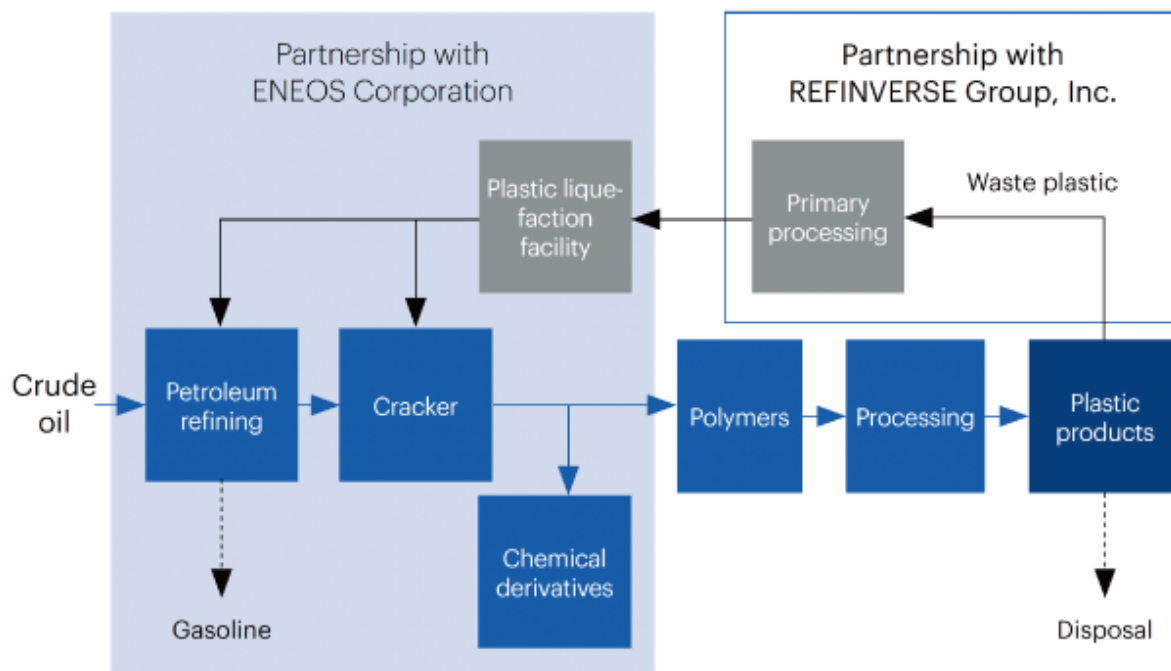 Partnership with
ENEOS Corporation
Partnership with
REFINVERSE Group, Inc.
Plastic lique-
faction
facility
Primary
processing
Waste plastic
Crude
oil
Petroleum
refining
Cracker
Polymers
Processing
Plastic
products
Chemical
derivatives
Gasoline
Disposal